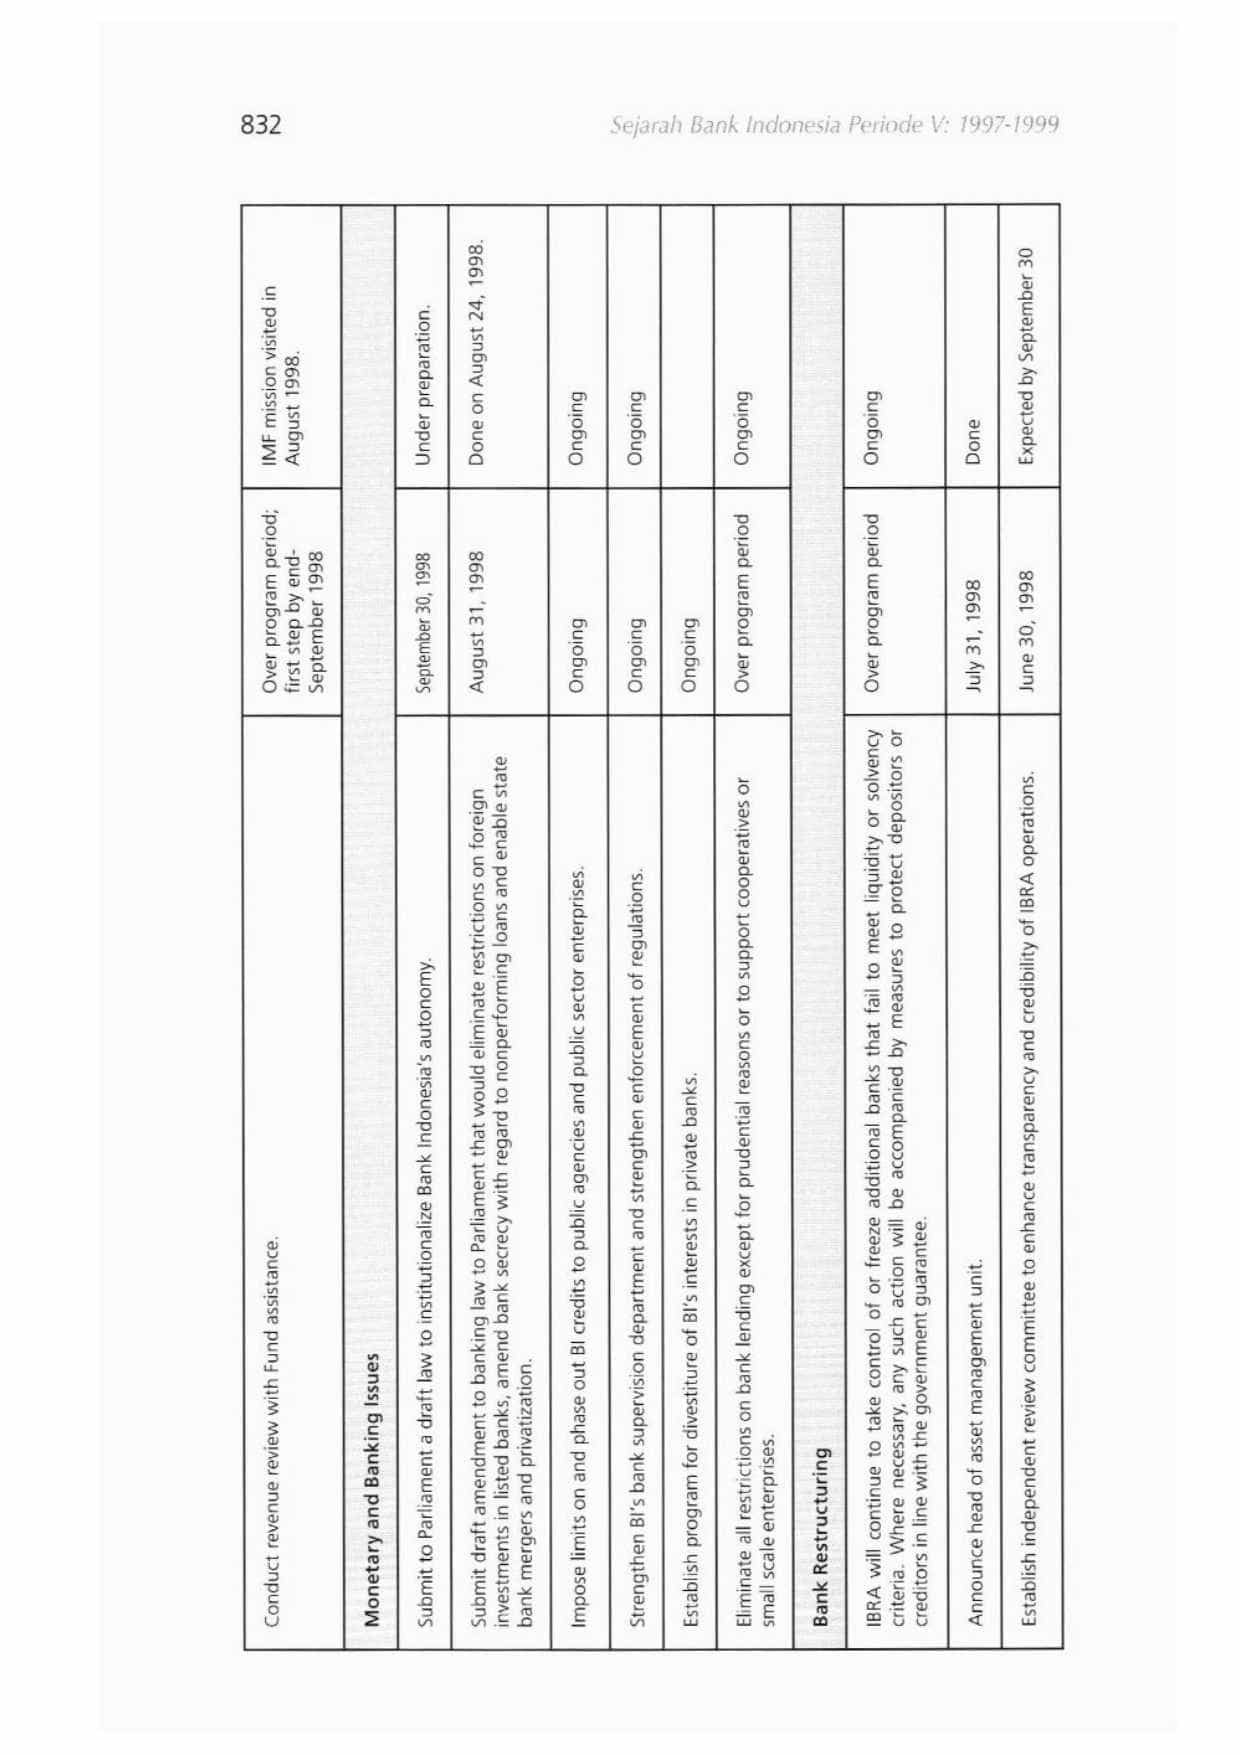 832
Sejarah Bank Indonesia Periode V: 1997-1999
Conduct revenue review with Fund assistance.
Over program period;
first step by end-
September 1998
IMF mission visited in
August 1998.
Monetary and Banking Issues
Submit to Parliament a draft law to institutionalize Bank Indonesia's autonomy.
September 30, 1998
Under preparation.
Submit draft amendment to banking law to Parliament that would eliminate restrictions on foreign
investments in listed banks, amend bank secrecy with regard to nonperforming loans and enable state
bank mergers and privatization.
August 31, 1998
Done on August 24, 1998.
Impose limits on and phase out BI credits to public agencies and public sector enterprises.
Ongoing
Ongoing
Strengthen BI's bank supervision department and strengthen enforcement of regulations.
Ongoing
Ongoing
Establish program for divestiture of BI's interests in private banks.
Ongoing
Eliminate all restrictions on bank lending except for prudential reasons or to support cooperatives or
small scale enterprises.
Over program period
Ongoing
Bank Restructuring
IBRA will continue to take control of or freeze additional banks that fail to meet liquidity or solvency
criteria. Where necessary, any such action will be accompanied by measures to protect depositors or
creditors in line with the government guarantee.
Over program period
Ongoing
Announce head of asset management unit.
July 31, 1998
Done
Establish independent review committee to enhance transparency and credibility of IBRA operations.
June 30, 1998
Expected by September 30